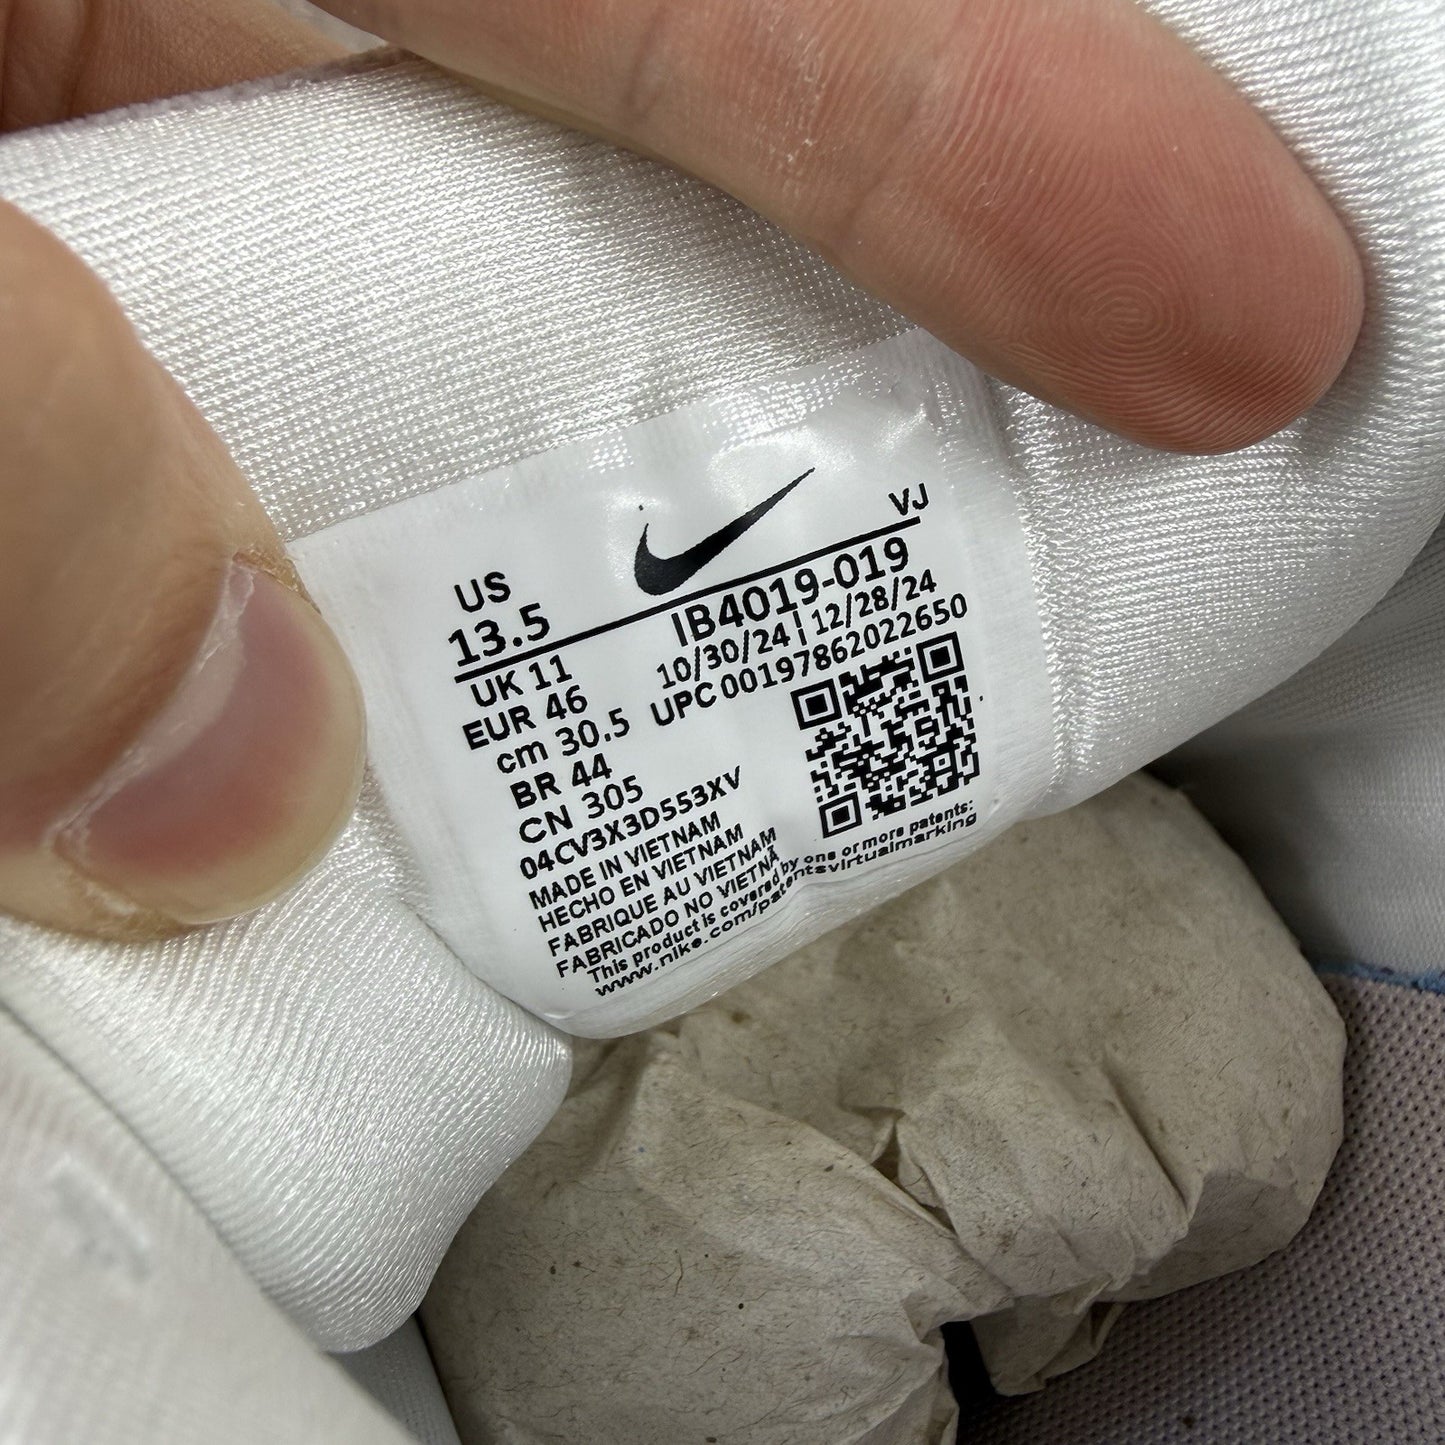 US
13.5
UK 11
EUR 46
cm 30.5
BR 44
CN 305
04CV3X3D553XV
MADE IN VIETNAM
HECHO EN VIETNAM
FABRIQUE AU VIETNAM
FABRICADO NO VIETNÃ
This product is covered by one or more patents:
www.nike.com/patentsvirtualmarking
VJ
IB4019-019
10/30/24 | 12/28/24
UPC 00197862022650